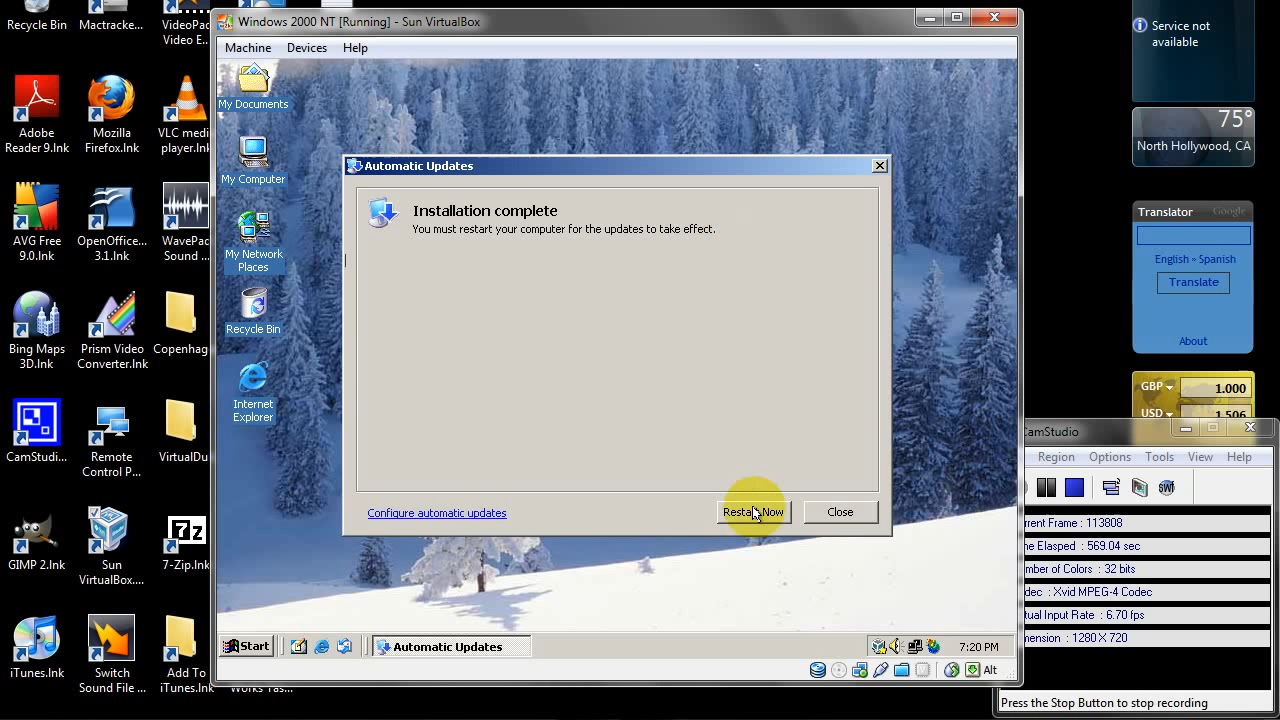 Recycle Bin
Mactracke...
VideoPad
Video E...
Adobe
Reader 9.lnk
Mozilla
Firefox.lnk
VLC medi
player.ln
AVG Free
9.0.lnk
OpenOffice...
3.1.lnk
WavePad
Sound ...
Bing Maps
3D.lnk
Prism Video
Converter.lnk
Copenhag
CamStudi...
Remote
Control P...
VirtualDu
GIMP 2.lnk
Sun
VirtualBox....
7z
7-Zip.lnk
iTunes.lnk
Switch
Sound File ...
Add To
iTunes.lnk
Windows 2000 NT [Running] - Sun VirtualBox
Machine Devices Help
My Documents
My Computer
My Network
Places
Recycle Bin
Internet
Explorer
Automatic Updates
Installation complete
You must restart your computer for the updates to take effect.
Configure automatic updates
Restart Now
Close
Start
Automatic Updates
7:20 PM
Alt
Service not
available
75°
North Hollywood, CA
Translator Google
English » Spanish
Translate
About
GBP 1.000
USD 1.506
CamStudio
Region Options Tools View Help
rrent Frame : 113808
me Elasped : 569.04 sec
mber of Colors : 32 bits
dec : Xvid MPEG-4 Codec
tual Input Rate : 6.70 fps
mension : 1280 X 720
Press the Stop Button to stop recording